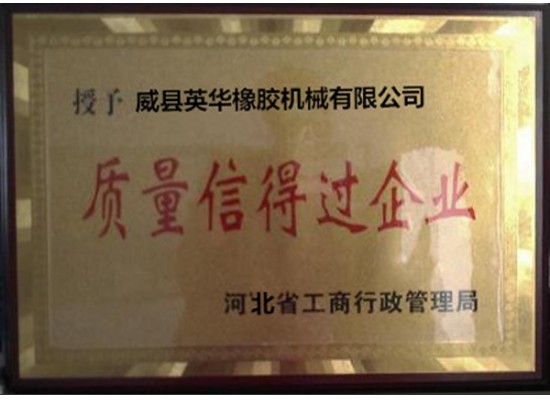 授予 威县英华橡胶机械有限公司
质量信得过企业
河北省工商行政管理局